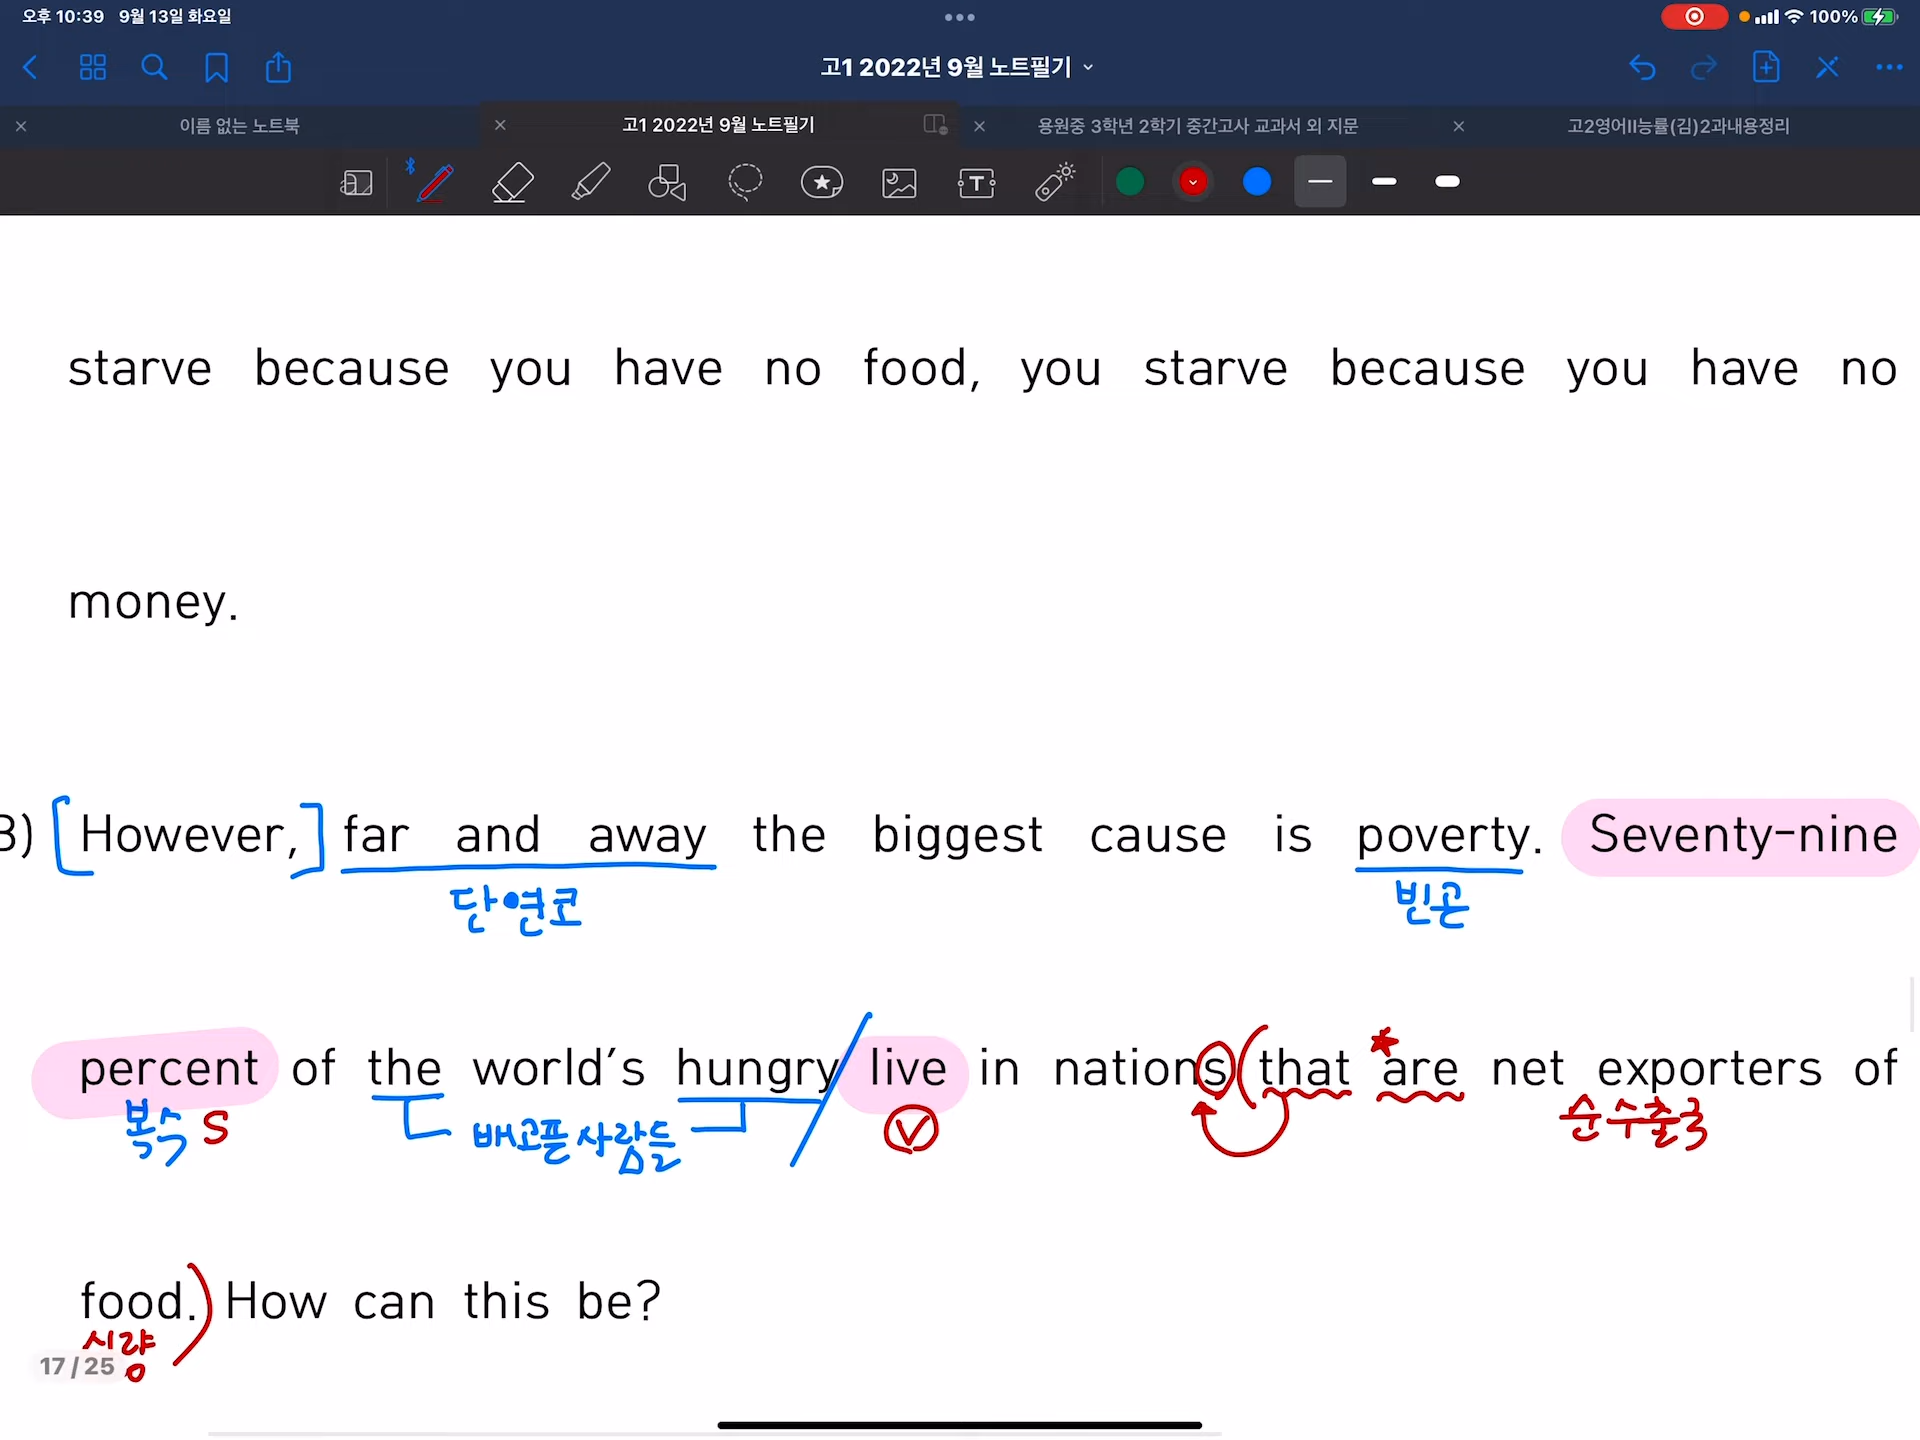 오후 10:39 9월 13일 화요일
100%
고1 2022년 9월 노트필기
이름 없는 노트북
고1 2022년 9월 노트필기
용원중 3학년 2학기 중간고사 교과서 외 지문
고2영어II능률(김)2과내용정리
starve because you have no food, you starve because you have no
money.
3) [However,] far and away the biggest cause is poverty. Seventy-nine
단연코 빈곤
percent of the world's hungry / live in nations (that *are net exporters of
복수 S 배고픈 사람들 V 순수출국
food.) How can this be?
식량
17 / 25